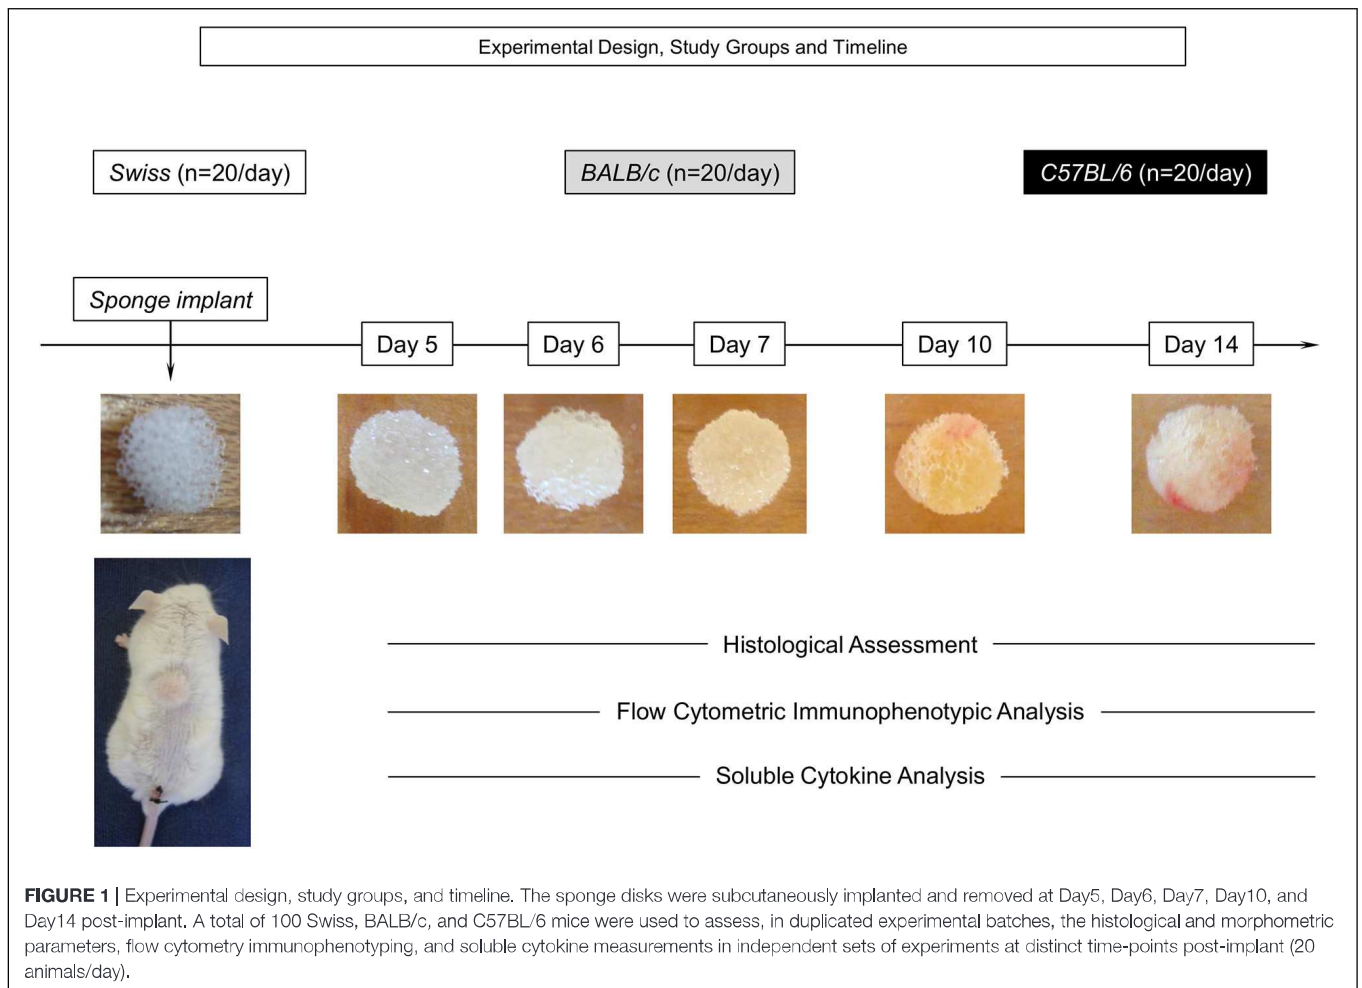 Experimental Design, Study Groups and Timeline
Swiss (n=20/day)
BALB/c (n=20/day)
C57BL/6 (n=20/day)
Sponge implant
Day 5
Day 6
Day 7
Day 10
Day 14
Histological Assessment
Flow Cytometric Immunophenotypic Analysis
Soluble Cytokine Analysis
FIGURE 1 | Experimental design, study groups, and timeline. The sponge disks were subcutaneously implanted and removed at Day5, Day6, Day7, Day10, and
Day14 post-implant. A total of 100 Swiss, BALB/c, and C57BL/6 mice were used to assess, in duplicated experimental batches, the histological and morphometric
parameters, flow cytometry immunophenotyping, and soluble cytokine measurements in independent sets of experiments at distinct time-points post-implant (20
animals/day).